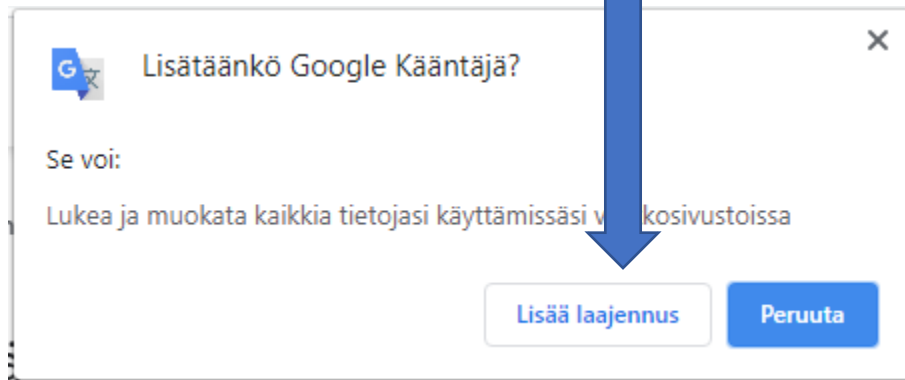 Lisätäänkö Google Kääntäjä?
Se voi:
Lukea ja muokata kaikkia tietojasi käyttämissäsi
Lisää laajennus
Peruuta